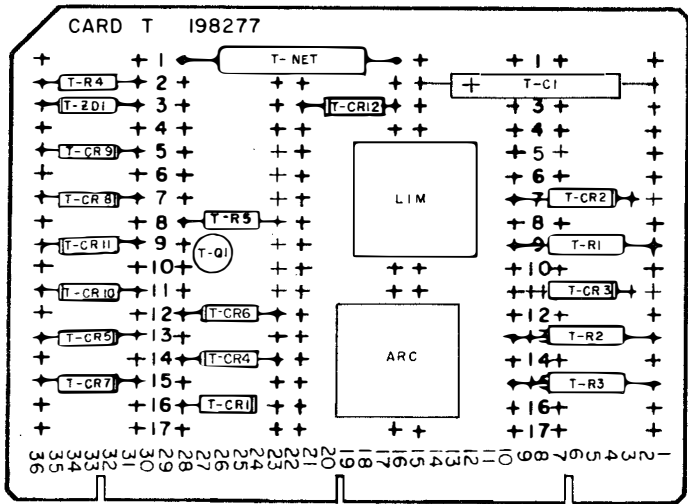 CARD T 198277
1 T-NET 1
2 T-R4 T-C1
3 T-ZD1 T-CR12 3
4 4
5 T-CR9 5
6 6
7 T-CR8 LIM 7 T-CR2
8 T-R5 8
9 T-CR11 T-Q1 9 T-R1
10 10
11 T-CR10 11 T-CR3
12 T-CR6 12
13 T-CR5 T-R2
14 T-CR4 ARC 14
15 T-CR7 T-R3
16 T-CR1 16
17 17
36 35 34 33 32 31 30 29 28 27 26 25 24 23 22 21 20 19 18 17 16 15 14 13 12 11 10 9 8 7 6 5 4 3 2 1